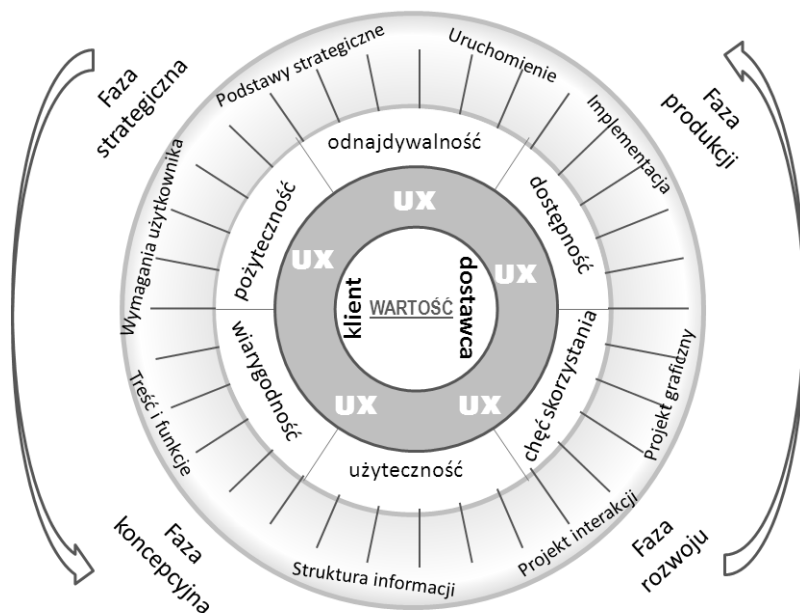 Faza
strategiczna
Faza
produkcji
Faza
koncepcyjna
Faza
rozwoju
Podstawy strategiczne
Uruchomienie
Implementacja
Projekt graficzny
Projekt interakcji
Struktura informacji
Treść i funkcje
Wymagania użytkownika
odnajdywalność
dostępność
chęć skorzystania
użyteczność
wiarygodność
pożyteczność
UX
UX
UX
UX
UX
klient
WARTOŚĆ
dostawca